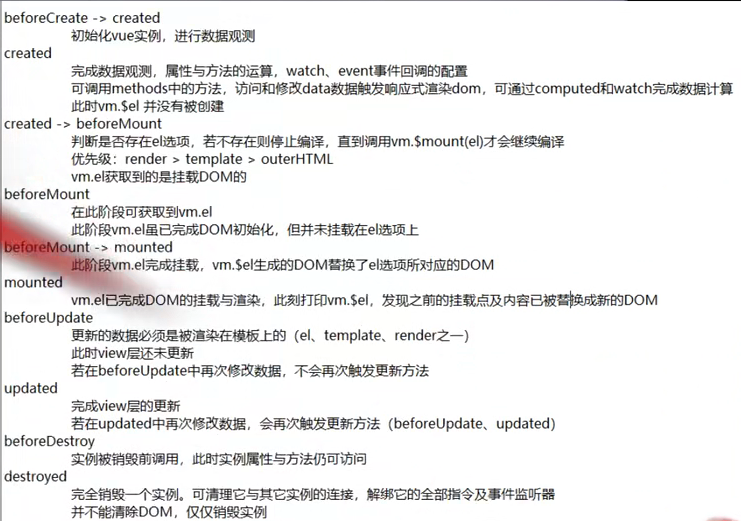 beforeCreate -> created
初始化vue实例，进行数据观测
created
完成数据观测，属性与方法的运算，watch、event事件回调的配置
可调用methods中的方法，访问和修改data数据触发响应式渲染dom，可通过computed和watch完成数据计算
此时vm.$el 并没有被创建
created -> beforeMount
判断是否存在el选项，若不存在则停止编译，直到调用vm.$mount(el)才会继续编译
优先级：render > template > outerHTML
vm.el获取到的是挂载DOM的
beforeMount
在此阶段可获取到vm.el
此阶段vm.el虽已完成DOM初始化，但并未挂载在el选项上
beforeMount -> mounted
此阶段vm.el完成挂载，vm.$el生成的DOM替换了el选项所对应的DOM
mounted
vm.el已完成DOM的挂载与渲染，此刻打印vm.$el，发现之前的挂载点及内容已被替换成新的DOM
beforeUpdate
更新的数据必须是被渲染在模板上的（el、template、render之一）
此时view层还未更新
若在beforeUpdate中再次修改数据，不会再次触发更新方法
updated
完成view层的更新
若在updated中再次修改数据，会再次触发更新方法（beforeUpdate、updated）
beforeDestroy
实例被销毁前调用，此时实例属性与方法仍可访问
destroyed
完全销毁一个实例。可清理它与其它实例的连接，解绑它的全部指令及事件监听器
并不能清除DOM，仅仅销毁实例